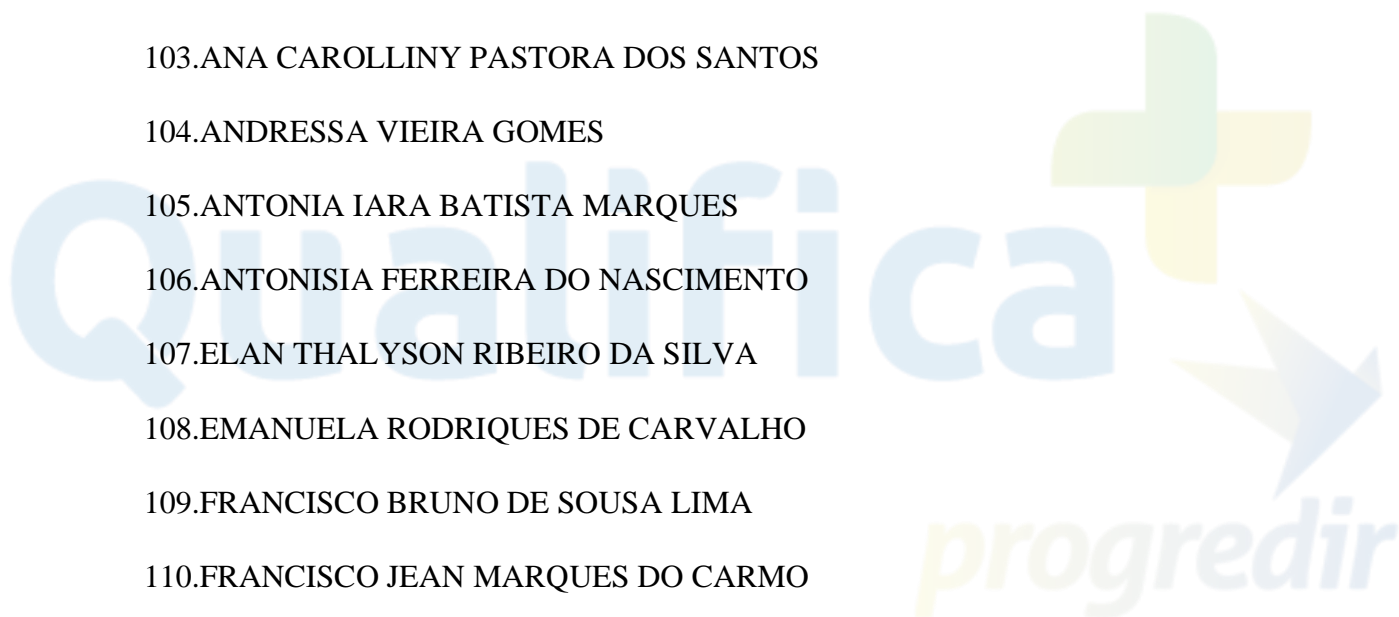 103.ANA CAROLLINY PASTORA DOS SANTOS
104.ANDRESSA VIEIRA GOMES
105.ANTONIA IARA BATISTA MARQUES
106.ANTONISIA FERREIRA DO NASCIMENTO
Qualifica
107.ELAN THALYSON RIBEIRO DA SILVA
108.EMANUELA RODRIQUES DE CARVALHO
109.FRANCISCO BRUNO DE SOUSA LIMA
progredir
110.FRANCISCO JEAN MARQUES DO CARMO